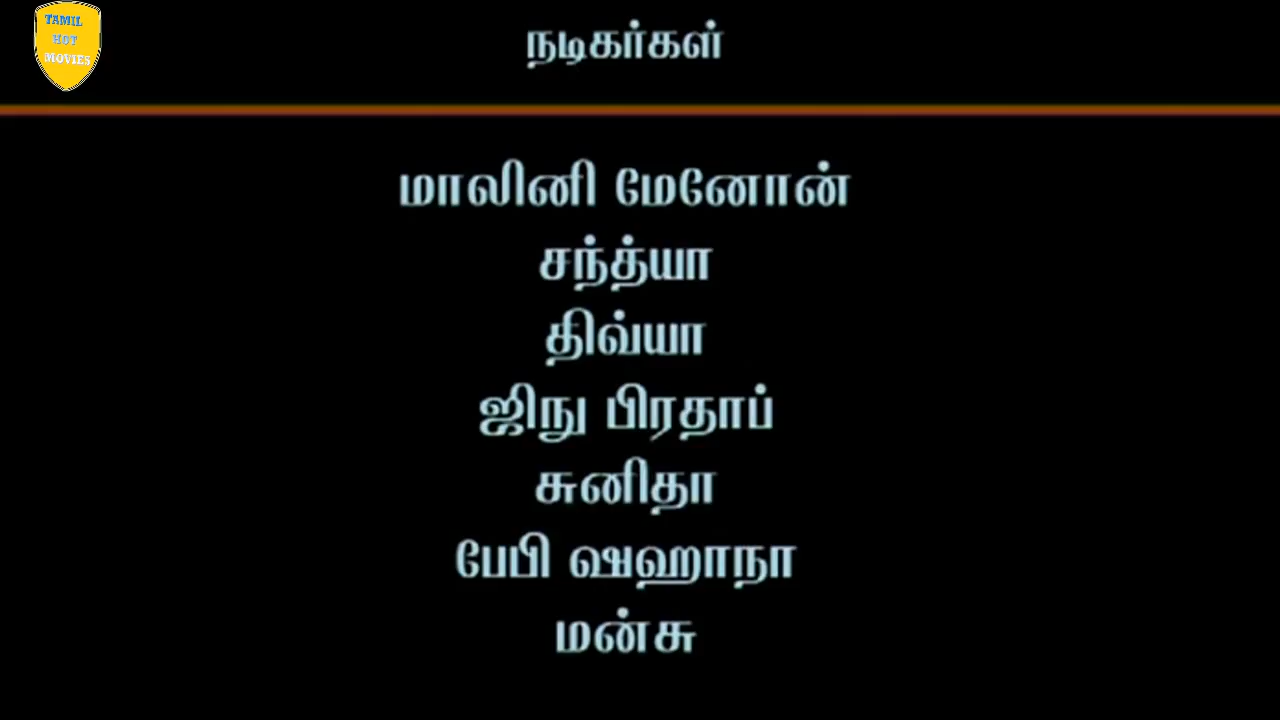 TAMIL
HOT
MOVIES
நடிகர்கள்
மாலினி மேனோன்
சந்த்யா
திவ்யா
ஜிநு பிரதாப்
சுனிதா
பேபி ஷஹாநா
மன்சு